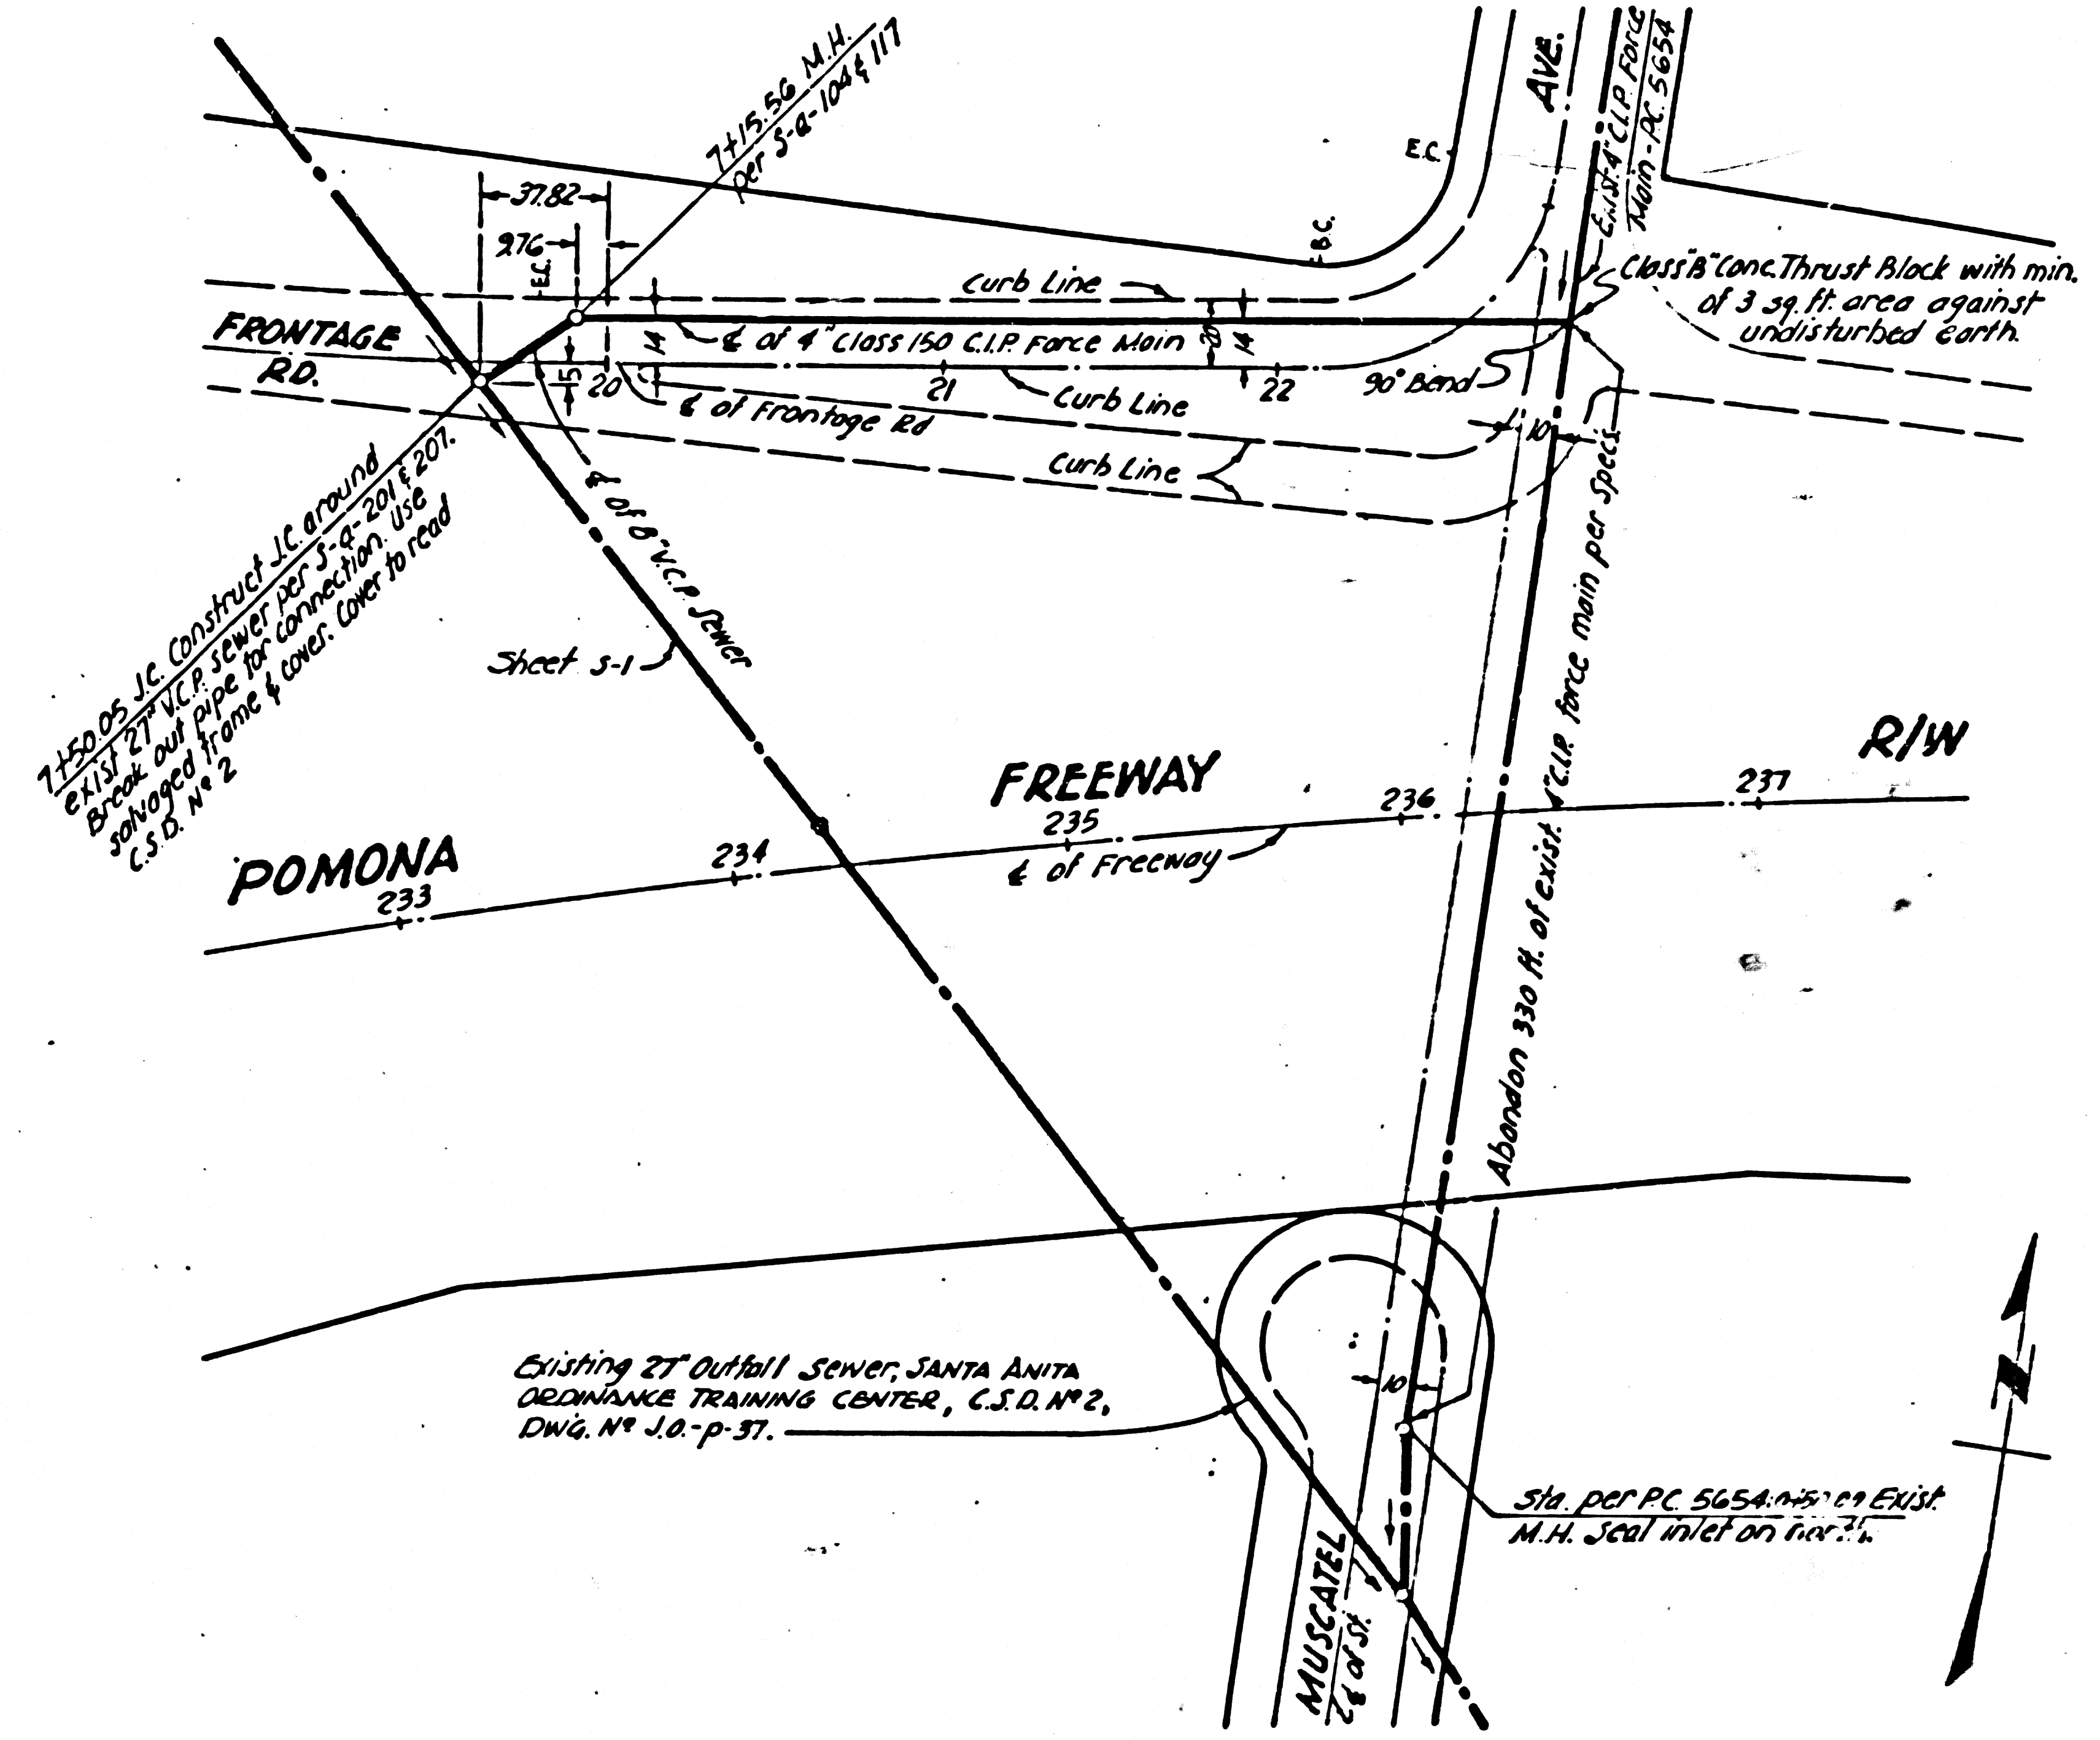 7+15.56 M.H.
per S-a-104 & 117
AVE.
Exist. 4" C.I.P. Force
Main - P.C. 5654
E.C.
B.C.
37.82
9.76
E.C.
Curb Line
Class "B" Conc. Thrust Block with min.
of 3 sq. ft. area against
undisturbed earth.
FRONTAGE
RD.
14
℄ of 4" Class 150 C.I.P. Force Main
20
14
15
20
21
22
90° Bend
℄ of Frontage Rd
Curb Line
10
Curb Line
7+50.05 J.C. Construct J.C. around
exist 27" V.C.P. sewer per S-a-201 & 207.
Break out pipe for connection. Use
salvaged frame & cover. Cover to read
C.S.D. Nº 2
℄ of 8" V.C.P. Sewer
Sheet S-1
Abandon 330 ft. of exist. 4" C.I.P. force main per specs.
POMONA
FREEWAY
R/W
233
234
235
236
237
℄ of Freeway
Existing 27" Outfall Sewer, SANTA ANITA
ORDINANCE TRAINING CENTER, C.S.D. Nº 2,
DWG. Nº J.O.-p-37.
10
N
Sta. per P.C. 5654 Exist.
M.H. Seal inlet on north.
MUSCATEL
℄ of St.